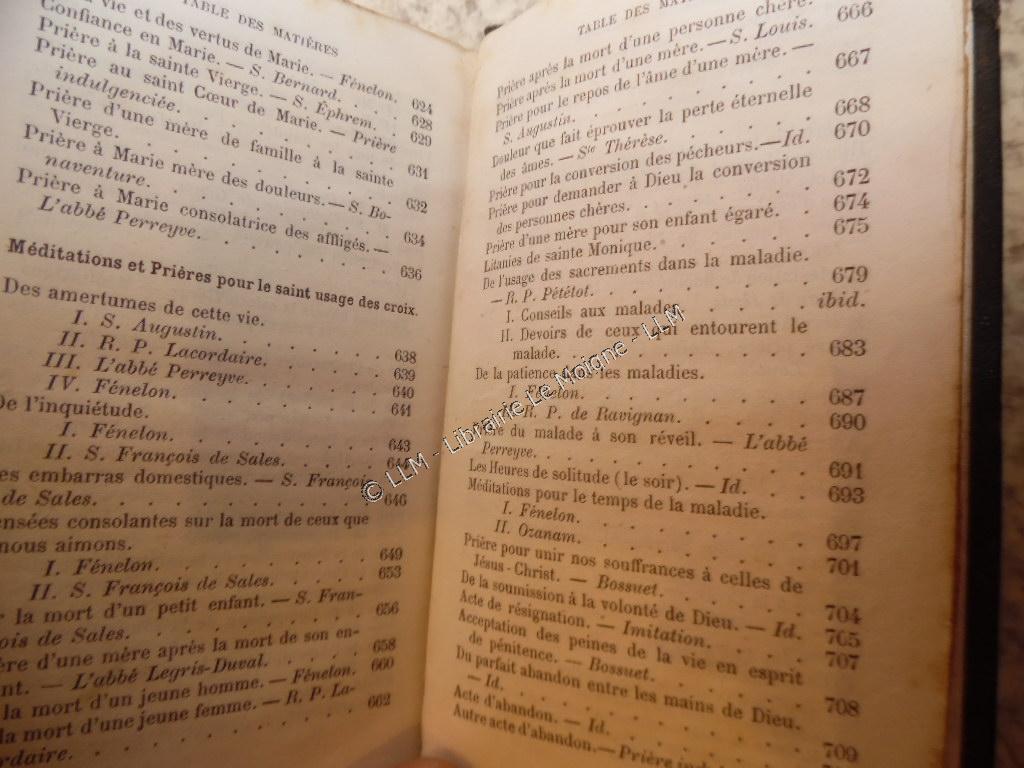 TABLE DES MATIÈRES
vie et des vertus de Marie. — Fénelon. 624
Confiance en Marie. — S. Bernard. . . 628
Prière à la sainte Vierge. — S. Éphrem. . 629
Prière au saint Cœur de Marie. — Prière
indulgenciée. . . . . . . 631
Prière d'une mère de famille à la sainte
Vierge. . . . . . . . 632
Prière à Marie mère des douleurs. — S. Bo-
naventure. . . . . . . 634
Prière à Marie consolatrice des affligés. —
L'abbé Perreyve. . . . . . . 636
Méditations et Prières pour le saint usage des croix.
Des amertumes de cette vie.
I. S. Augustin. . . . . . 638
II. R. P. Lacordaire. . . . . 639
III. L'abbé Perreyve. . . . . 640
IV. Fénelon. . . . . . . 641
De l'inquiétude.
I. Fénelon. . . . . . . 643
II. S. François de Sales. . . . .
es embarras domestiques. — S. François
de Sales. . . . . . . . 646
ensées consolantes sur la mort de ceux que
nous aimons.
I. Fénelon. . . . . . . 649
II. S. François de Sales. . . . . 653
r la mort d'un petit enfant. — S. Fran-
çois de Sales. . . . . . . 656
ère d'une mère après la mort de son en-
nt. — L'abbé Legris-Duval. . . . . 658
la mort d'un jeune homme. — Fénelon. 660
la mort d'une jeune femme. — R. P. La-
rdaire. . . . . . . . 662
TABLE DES MAT
Prière après la mort d'une personne chère. 666
Prière après la mort d'une mère. — S. Louis.
Prière pour le repos de l'âme d'une mère. — 667
S. Augustin. . . . . . .
Douleur que fait éprouver la perte éternelle
des âmes. — Ste Thérèse. . . . . 668
Prière pour la conversion des pécheurs. — Id. 670
Prière pour demander à Dieu la conversion
des personnes chères. . . . . . 672
Prière d'une mère pour son enfant égaré. . 674
Litanies de sainte Monique. . . . . 675
De l'usage des sacrements dans la maladie.
— R. P. Pététot. . . . . . 679
I. Conseils aux malades. . . . . ibid.
II. Devoirs de ceux qui entourent le
malade. . . . . . . . 683
De la patience dans les maladies.
I. Fénelon. . . . . . . 687
R. P. de Ravignan. . . . . 690
du malade à son réveil. — L'abbé
Perreyve. . . . . . . . 691
Les Heures de solitude (le soir). — Id. . 693
Méditations pour le temps de la maladie.
I. Fénelon. . . . . . . 697
II. Ozanam. . . . . . . 701
Prière pour unir nos souffrances à celles de
Jésus-Christ. — Bossuet. . . . . 704
De la soumission à la volonté de Dieu. — Id. 705
Acte de résignation. — Imitation. . . . 707
Acceptation des peines de la vie en esprit
de pénitence. — Bossuet. . . . . 708
Du parfait abandon entre les mains de Dieu.
— Id. . . . . . . . . 709
Acte d'abandon. — Id. . . . . .
Autre acte d'abandon. — Prière
© LLM - Librairie Le Moigne - LLM